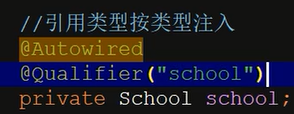 //引用类型按类型注入
@Autowired
@Qualifier("school")
private School school;